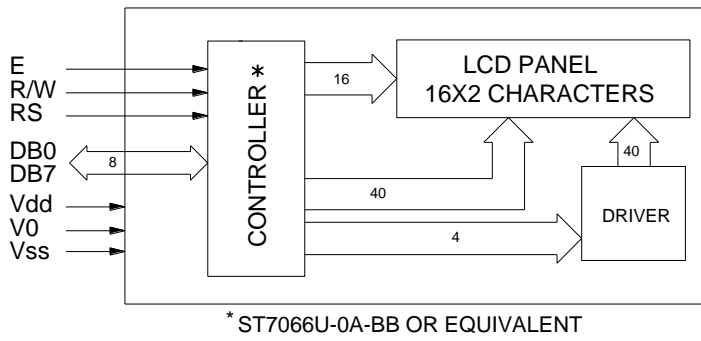 E
R/W
RS
DB0
DB7
Vdd
V0
Vss
8
CONTROLLER *
16
40
4
LCD PANEL
16X2 CHARACTERS
40
DRIVER
* ST7066U-0A-BB OR EQUIVALENT